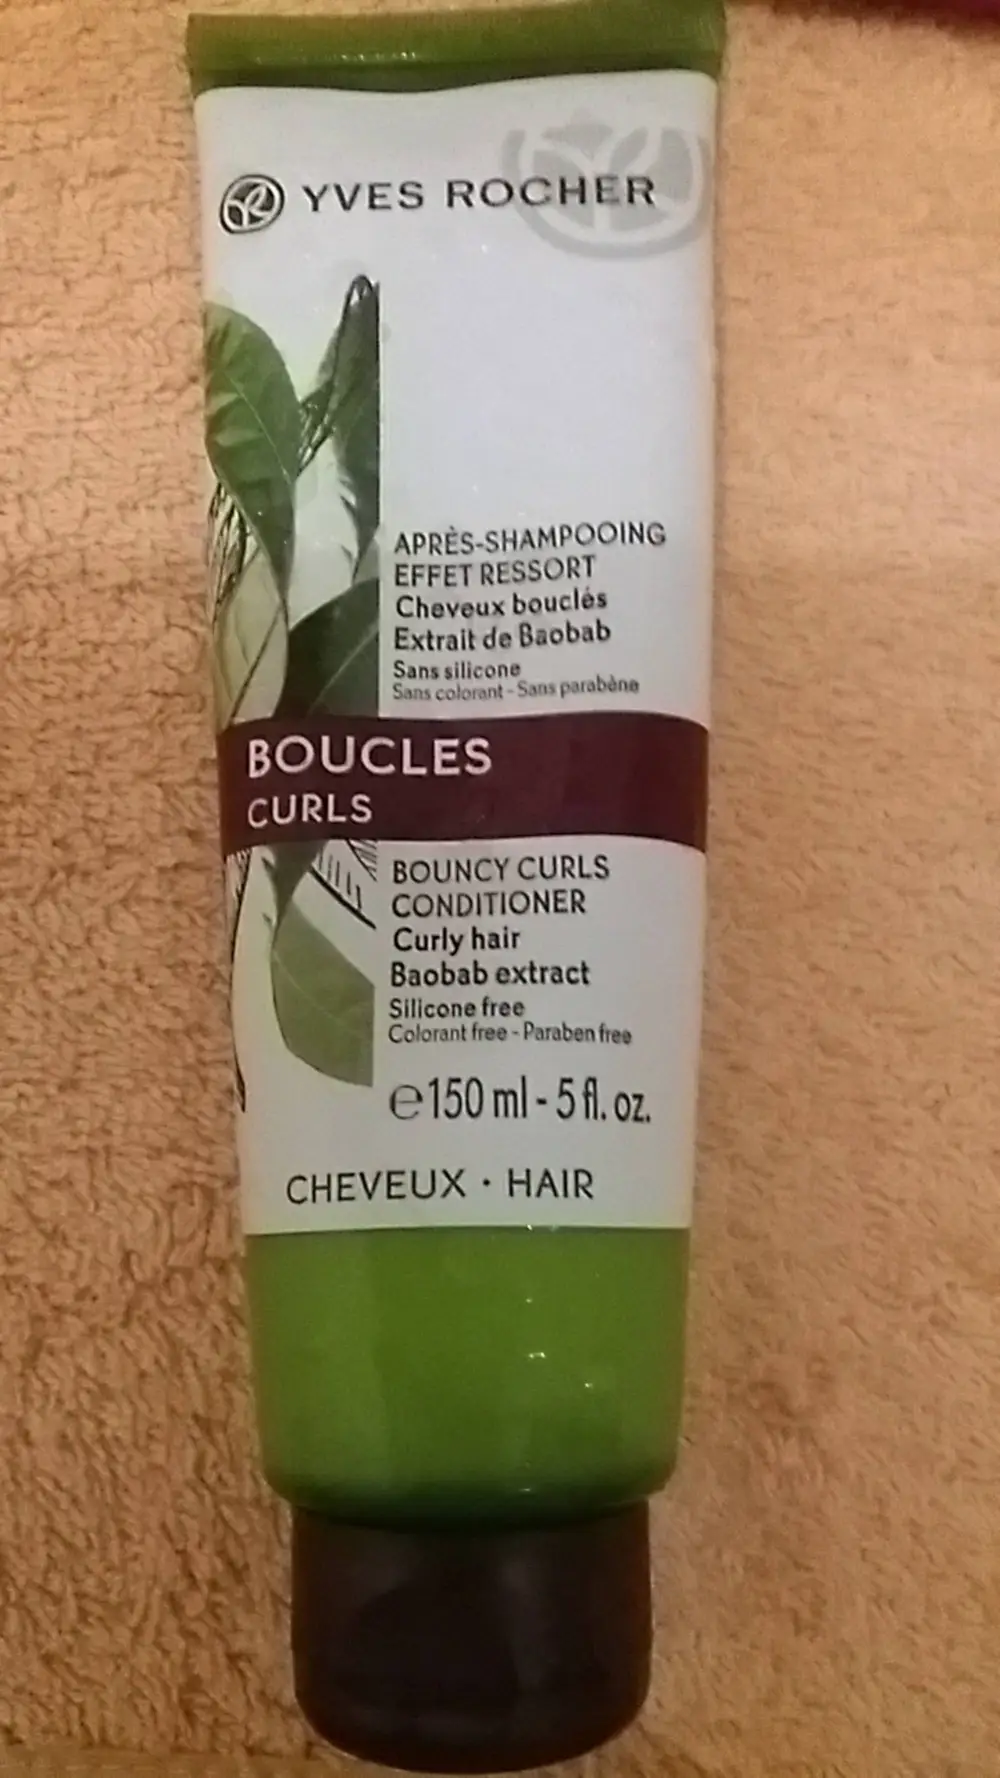 YVES ROCHER
APRÈS-SHAMPOOING
EFFET RESSORT
Cheveux bouclés
Extrait de Baobab
Sans silicone
Sans colorant - Sans parabène
BOUCLES
CURLS
BOUNCY CURLS
CONDITIONER
Curly hair
Baobab extract
Silicone free
Colorant free - Paraben free
℮150 ml - 5 fl. oz.
CHEVEUX • HAIR